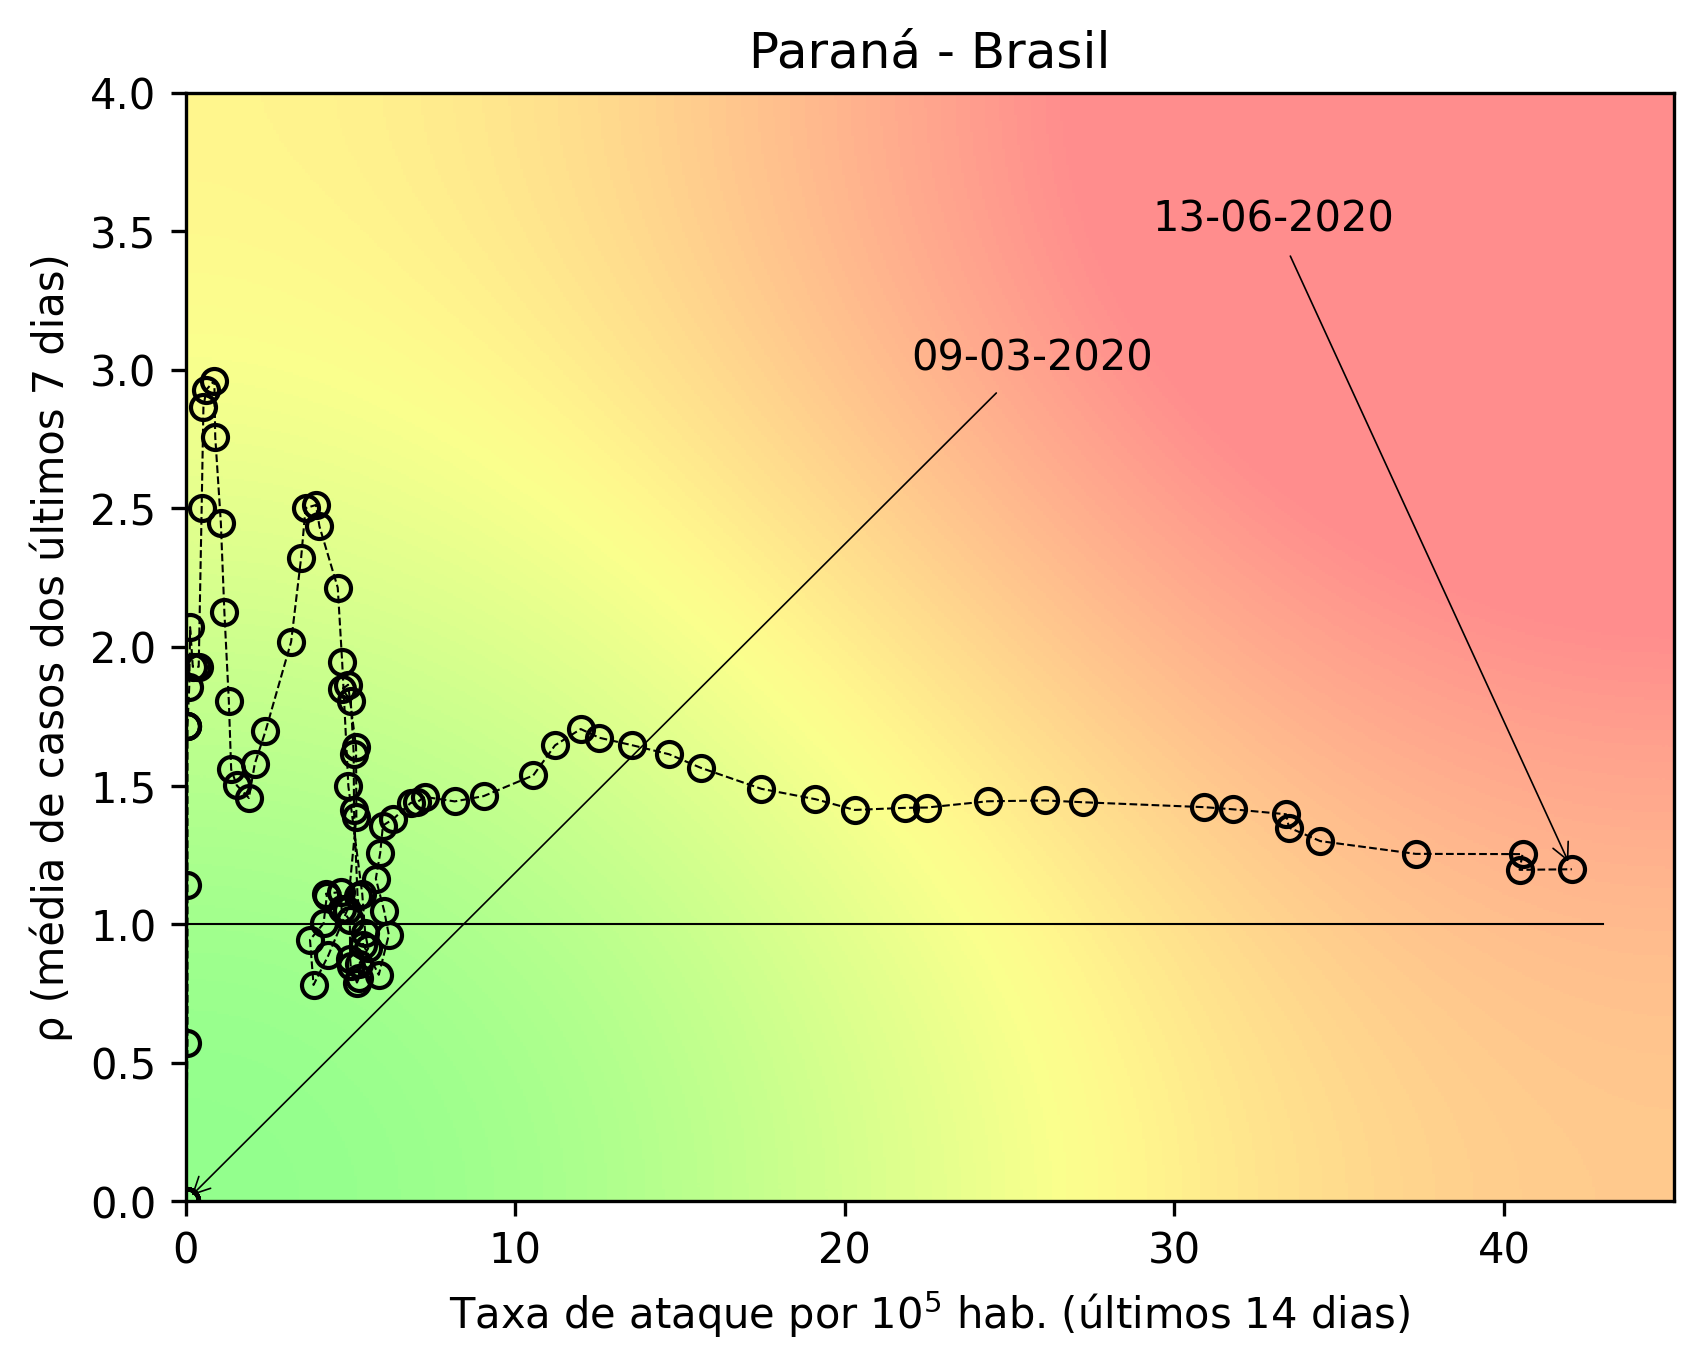 Paraná - Brasil
4.0
3.5
3.0
2.5
2.0
1.5
1.0
0.5
0.0
ρ (média de casos dos últimos 7 dias)
13-06-2020
09-03-2020
0 10 20 30 40
Taxa de ataque por 10⁵ hab. (últimos 14 dias)